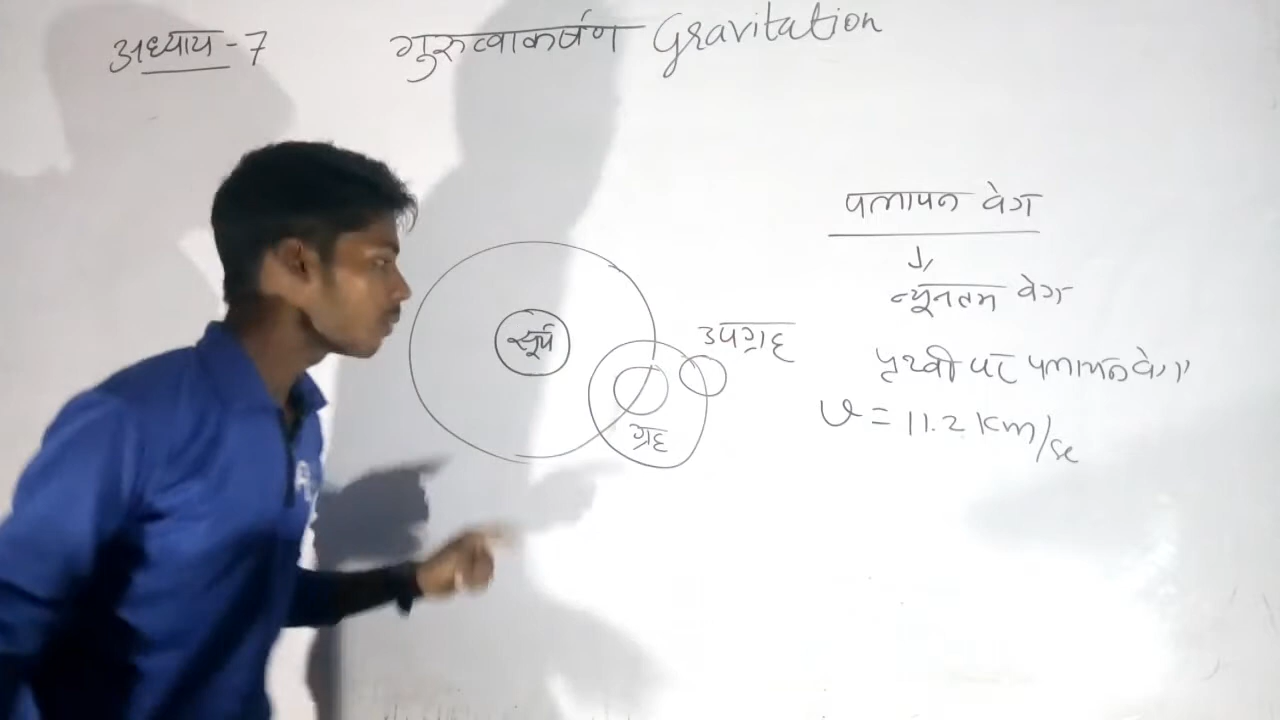 अध्याय - 7
गुरुत्वाकर्षण Gravitation
पलायन वेग
न्यूनतम वेग
सूर्य
उपग्रह
ग्रह
पृथ्वी पर पलायन वेग
v = 11.2 km/se